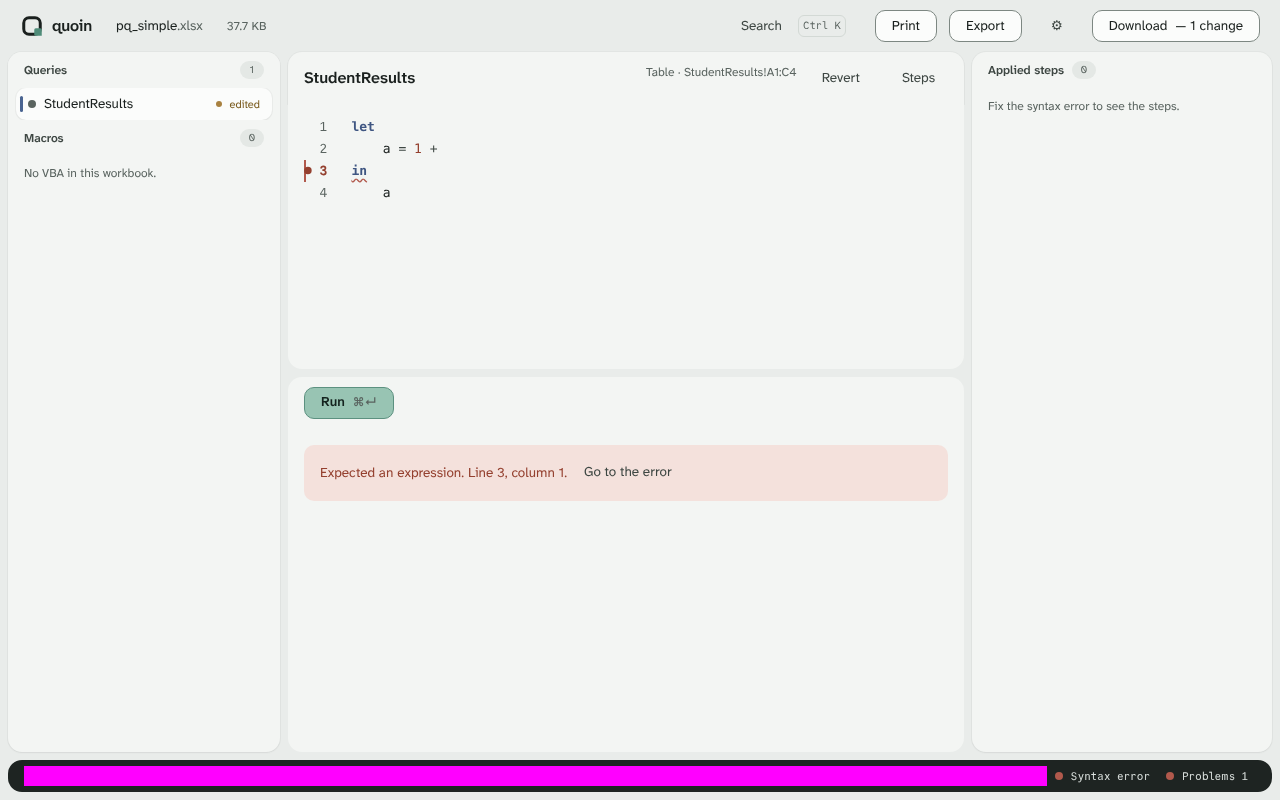 quoin pq_simple.xlsx 37.7 KB Search Ctrl K Print Export ⚙ Download — 1 change
Queries 1
StudentResults edited
Macros 0
No VBA in this workbook.
StudentResults Table · StudentResults!A1:C4 Revert Steps
1 let
2 a = 1 +
3 in
4 a
Run ⌘↵
Expected an expression. Line 3, column 1. Go to the error
Applied steps 0
Fix the syntax error to see the steps.
Syntax error Problems 1